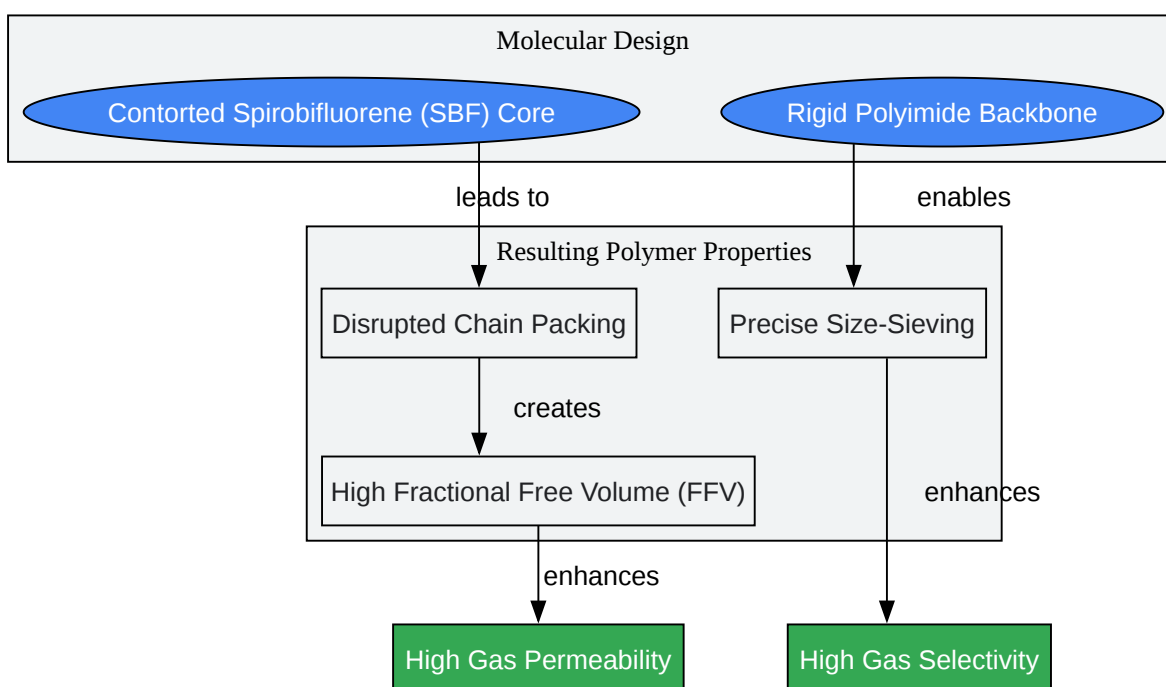 Molecular Design
Contorted Spirobifluorene (SBF) Core
Rigid Polyimide Backbone
leads to
enables
Resulting Polymer Properties
Disrupted Chain Packing
Precise Size-Sieving
creates
High Fractional Free Volume (FFV)
enhances
enhances
High Gas Permeability
High Gas Selectivity